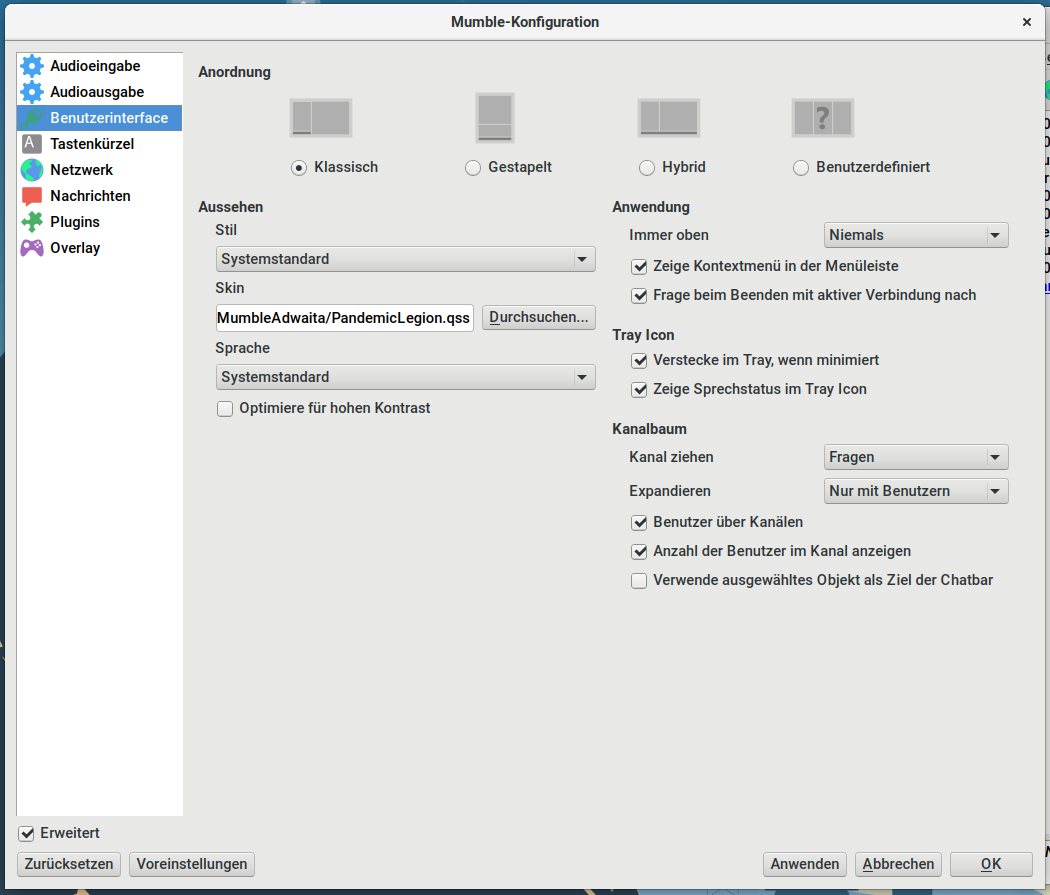 Mumble-Konfiguration
Audioeingabe
Audioausgabe
Benutzerinterface
Tastenkürzel
Netzwerk
Nachrichten
Plugins
Overlay
Anordnung
?
Klassisch
Gestapelt
Hybrid
Benutzerdefiniert
Aussehen
Stil
Systemstandard
Skin
MumbleAdwaita/PandemicLegion.qss
Durchsuchen...
Sprache
Systemstandard
Optimiere für hohen Kontrast
Anwendung
Immer oben
Niemals
Zeige Kontextmenü in der Menüleiste
Frage beim Beenden mit aktiver Verbindung nach
Tray Icon
Verstecke im Tray, wenn minimiert
Zeige Sprechstatus im Tray Icon
Kanalbaum
Kanal ziehen
Fragen
Expandieren
Nur mit Benutzern
Benutzer über Kanälen
Anzahl der Benutzer im Kanal anzeigen
Verwende ausgewähltes Objekt als Ziel der Chatbar
Erweitert
Zurücksetzen
Voreinstellungen
Anwenden
Abbrechen
OK